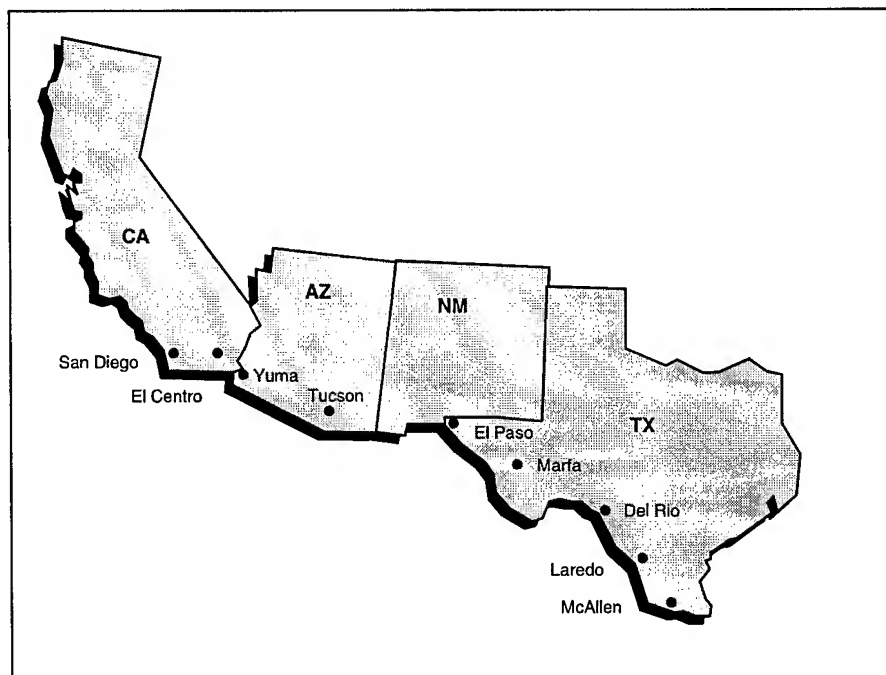 CA
AZ
NM
San Diego
El Centro
Yuma
Tucson
El Paso
TX
Marfa
Del Rio
Laredo
McAllen